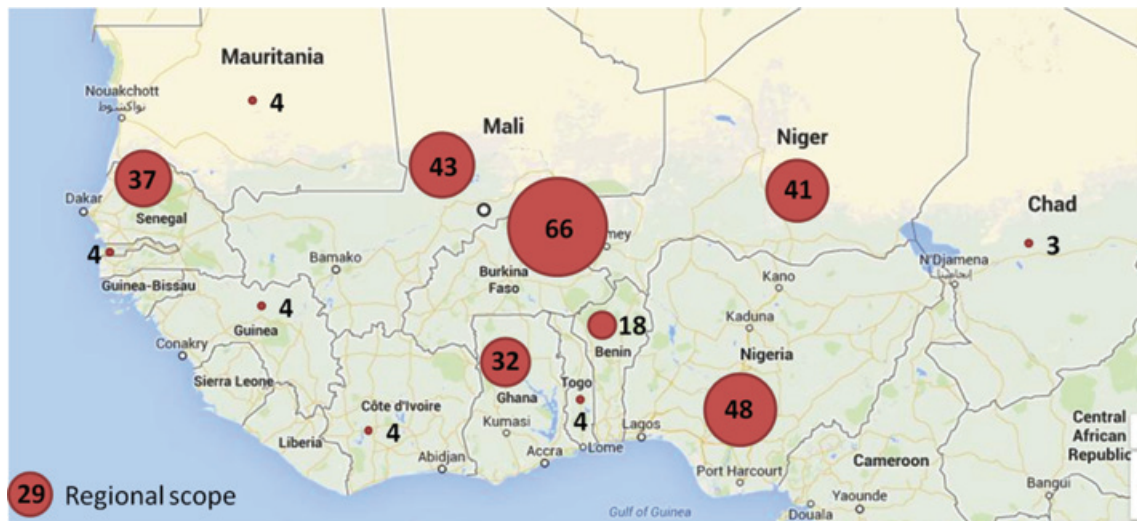 Mauritania
Nouakchott
نواكشوط
4
Mali
Niger
43
37
41
Dakar
Senegal
Chad
66
mey
3
4
Bamako
N'Djamena
إنجامينا
Guinea-Bissau
Burkina
Faso
Kano
4
Guinea
18
Kaduna
Conakry
Benin
Nigeria
32
Sierra Leone
Togo
Ghana
Côte d'Ivoire
4
4
48
Kumasi
Lagos
Central
African
Republic
Liberia
Abidjan
Accra
Lome
Cameroon
Port Harcourt
29 Regional scope
Bangui
Yaounde
Gulf of Guinea
Douala